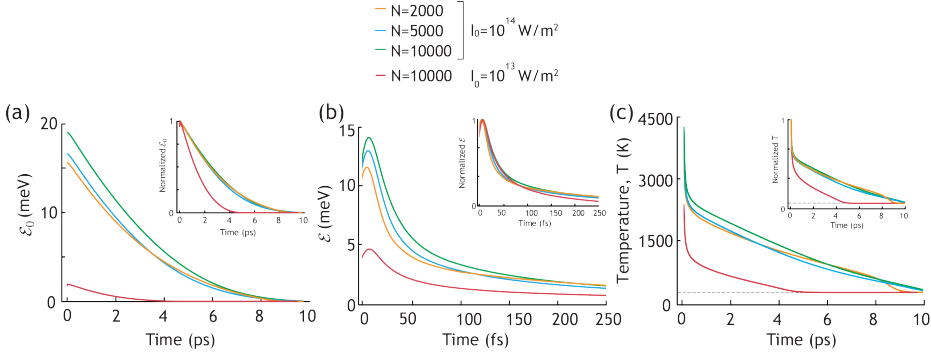 N=2000
N=5000
N=10000
I₀=10¹⁴ W/m²
N=10000 I₀=10¹³ W/m²
(a)
20
15
10
5
0
ℰ₀ (meV)
0 2 4 6 8 10
Time (ps)
1
0
Normalized ℰ₀
0 2 4 6 8 10
Time (ps)
(b)
15
10
5
0
ℰ (meV)
0 50 100 150 200 250
Time (fs)
1
0
Normalized ℰ
0 50 100 150 200 250
Time (fs)
(c)
4500
3000
1500
0
Temperature, T (K)
0 2 4 6 8 10
Time (ps)
1
0
Normalized T
0 2 4 6 8 10
Time (ps)